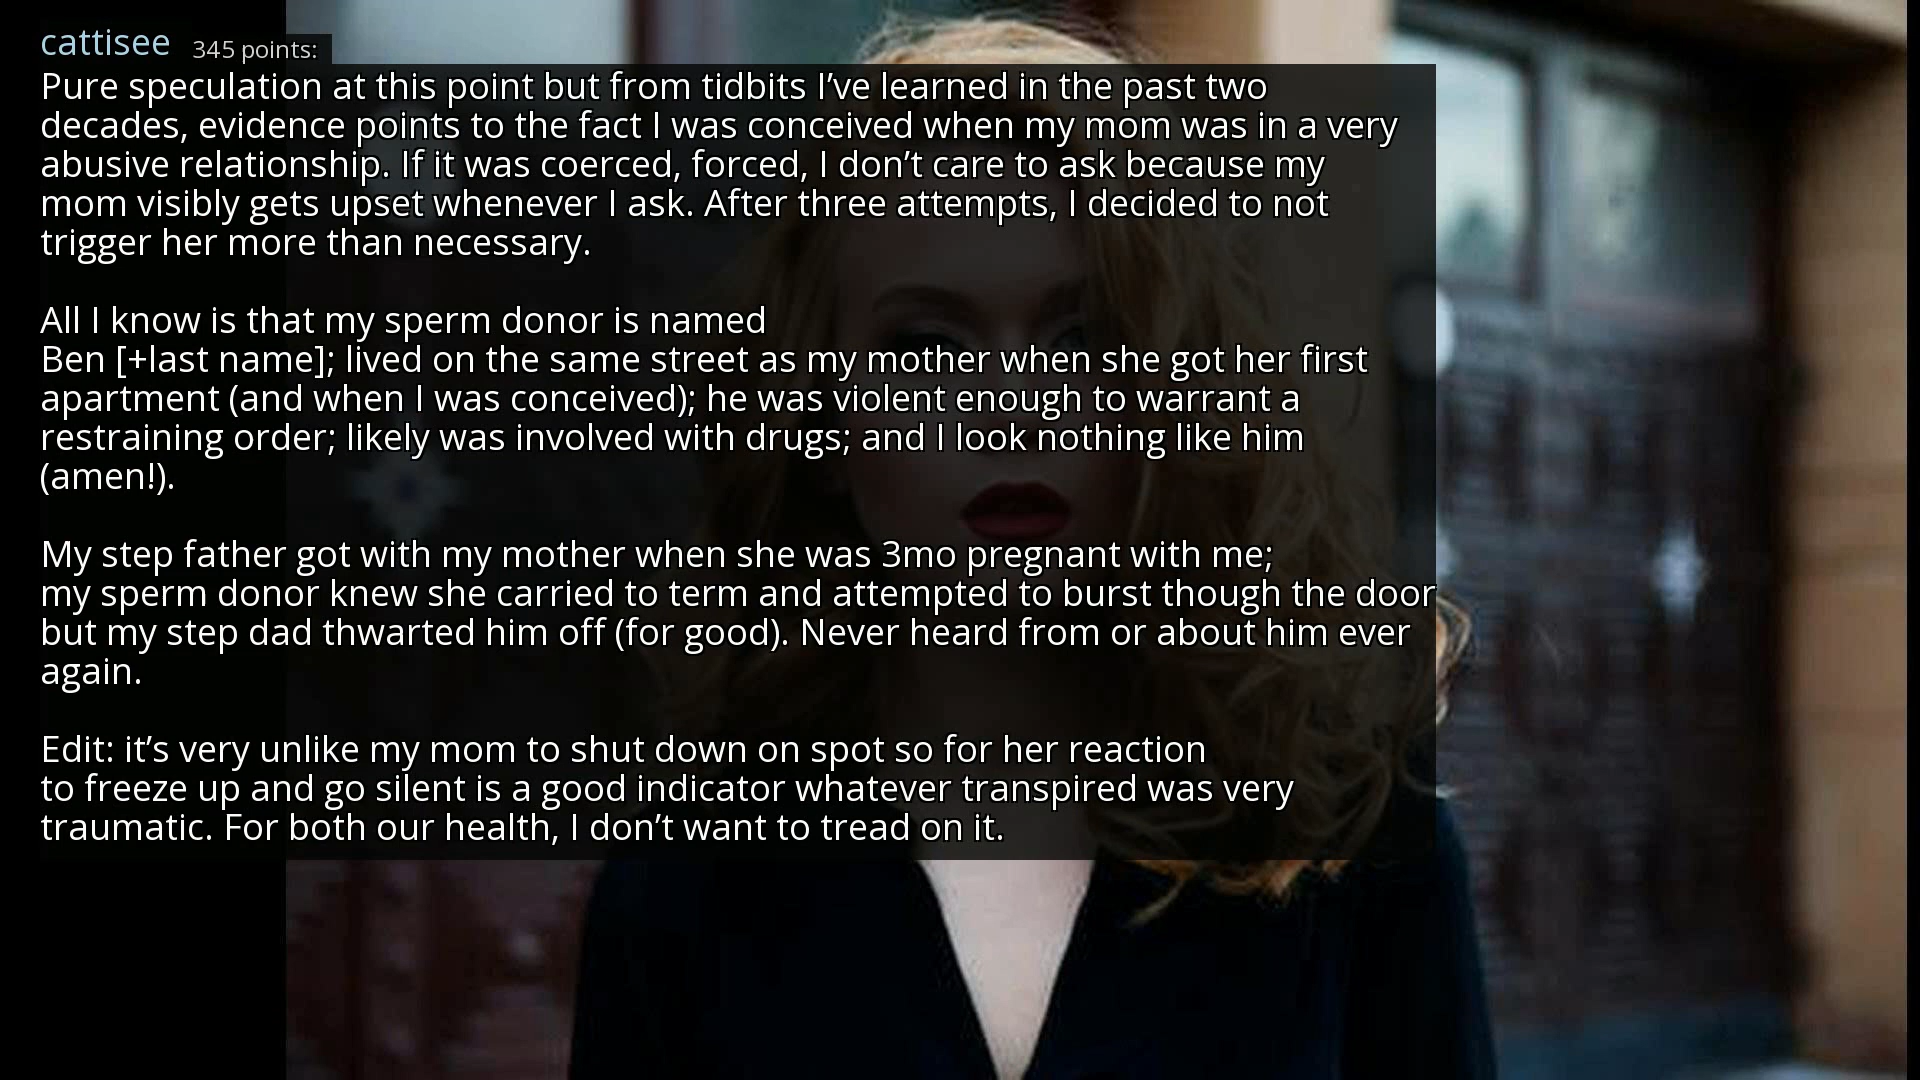 cattisee 345 points:
Pure speculation at this point but from tidbits I’ve learned in the past two
decades, evidence points to the fact I was conceived when my mom was in a very
abusive relationship. If it was coerced, forced, I don’t care to ask because my
mom visibly gets upset whenever I ask. After three attempts, I decided to not
trigger her more than necessary.
All I know is that my sperm donor is named
Ben [+last name]; lived on the same street as my mother when she got her first
apartment (and when I was conceived); he was violent enough to warrant a
restraining order; likely was involved with drugs; and I look nothing like him
(amen!).
My step father got with my mother when she was 3mo pregnant with me;
my sperm donor knew she carried to term and attempted to burst though the door
but my step dad thwarted him off (for good). Never heard from or about him ever
again.
Edit: it’s very unlike my mom to shut down on spot so for her reaction
to freeze up and go silent is a good indicator whatever transpired was very
traumatic. For both our health, I don’t want to tread on it.